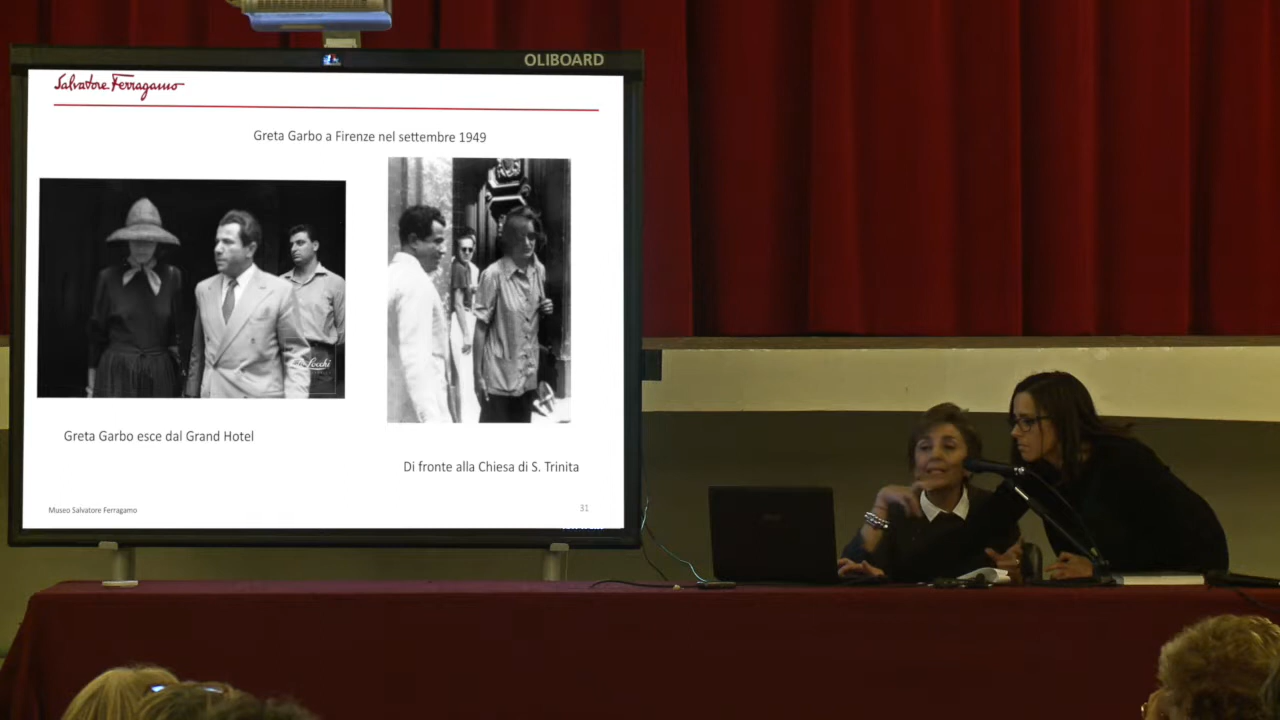 OLIBOARD
Salvatore Ferragamo
Greta Garbo a Firenze nel settembre 1949
Locchi
Greta Garbo esce dal Grand Hotel
Di fronte alla Chiesa di S. Trinita
Museo Salvatore Ferragamo
31